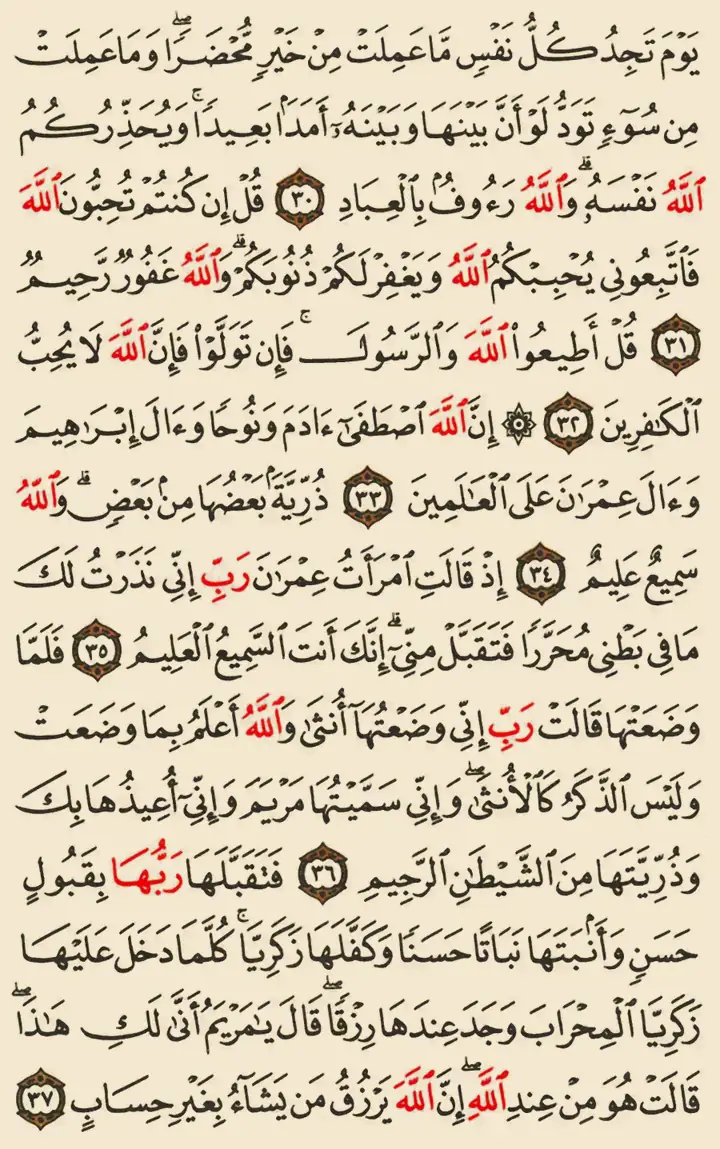 يَوْمَ تَجِدُ كُلُّ نَفْسٍ مَّا عَمِلَتْ مِنْ خَيْرٍ مُّحْضَرًا ۖ وَمَا عَمِلَتْ
مِن سُوٓءٍ تَوَدُّ لَوْ أَنَّ بَيْنَهَا وَبَيْنَهُۥٓ أَمَدَۢا بَعِيدًا ۗ وَيُحَذِّرُكُمُ
ٱللَّهُ نَفْسَهُۥ ۗ وَٱللَّهُ رَءُوفُۢ بِٱلْعِبَادِ ٣٠ قُلْ إِن كُنتُمْ تُحِبُّونَ ٱللَّهَ
فَٱتَّبِعُونِي يُحْبِبْكُمُ ٱللَّهُ وَيَغْفِرْ لَكُمْ ذُنُوبَكُمْ ۗ وَٱللَّهُ غَفُورٌ رَّحِيمٌ
٣١ قُلْ أَطِيعُوا۟ ٱللَّهَ وَٱلرَّسُولَ ۚ فَإِن تَوَلَّوْا۟ فَإِنَّ ٱللَّهَ لَا يُحِبُّ
ٱلْكَٰفِرِينَ ٣٢ ۞ إِنَّ ٱللَّهَ ٱصْطَفَىٰٓ ءَادَمَ وَنُوحًا وَءَالَ إِبْرَٰهِيمَ
وَءَالَ عِمْرَٰنَ عَلَى ٱلْعَٰلَمِينَ ٣٣ ذُرِّيَّةَۢ بَعْضُهَا مِنۢ بَعْضٍ ۗ وَٱللَّهُ
سَمِيعٌ عَلِيمٌ ٣٤ إِذْ قَالَتِ ٱمْرَأَتُ عِمْرَٰنَ رَبِّ إِنِّي نَذَرْتُ لَكَ
مَا فِي بَطْنِي مُحَرَّرًا فَتَقَبَّلْ مِنِّيٓ ۖ إِنَّكَ أَنتَ ٱلسَّمِيعُ ٱلْعَلِيمُ ٣٥ فَلَمَّا
وَضَعَتْهَا قَالَتْ رَبِّ إِنِّي وَضَعْتُهَآ أُنثَىٰ وَٱللَّهُ أَعْلَمُ بِمَا وَضَعَتْ
وَلَيْسَ ٱلذَّكَرُ كَٱلْأُنثَىٰ ۖ وَإِنِّي سَمَّيْتُهَا مَرْيَمَ وَإِنِّيٓ أُعِيذُهَا بِكَ
وَذُرِّيَّتَهَا مِنَ ٱلشَّيْطَٰنِ ٱلرَّجِيمِ ٣٦ فَتَقَبَّلَهَا رَبُّهَا بِقَبُولٍ
حَسَنٍ وَأَنۢبَتَهَا نَبَاتًا حَسَنًا وَكَفَّلَهَا زَكَرِيَّا ۖ كُلَّمَا دَخَلَ عَلَيْهَا
زَكَرِيَّا ٱلْمِحْرَابَ وَجَدَ عِندَهَا رِزْقًا ۖ قَالَ يَٰمَرْيَمُ أَنَّىٰ لَكِ هَٰذَا ۖ
قَالَتْ هُوَ مِنْ عِندِ ٱللَّهِ ۖ إِنَّ ٱللَّهَ يَرْزُقُ مَن يَشَآءُ بِغَيْرِ حِسَابٍ ٣٧